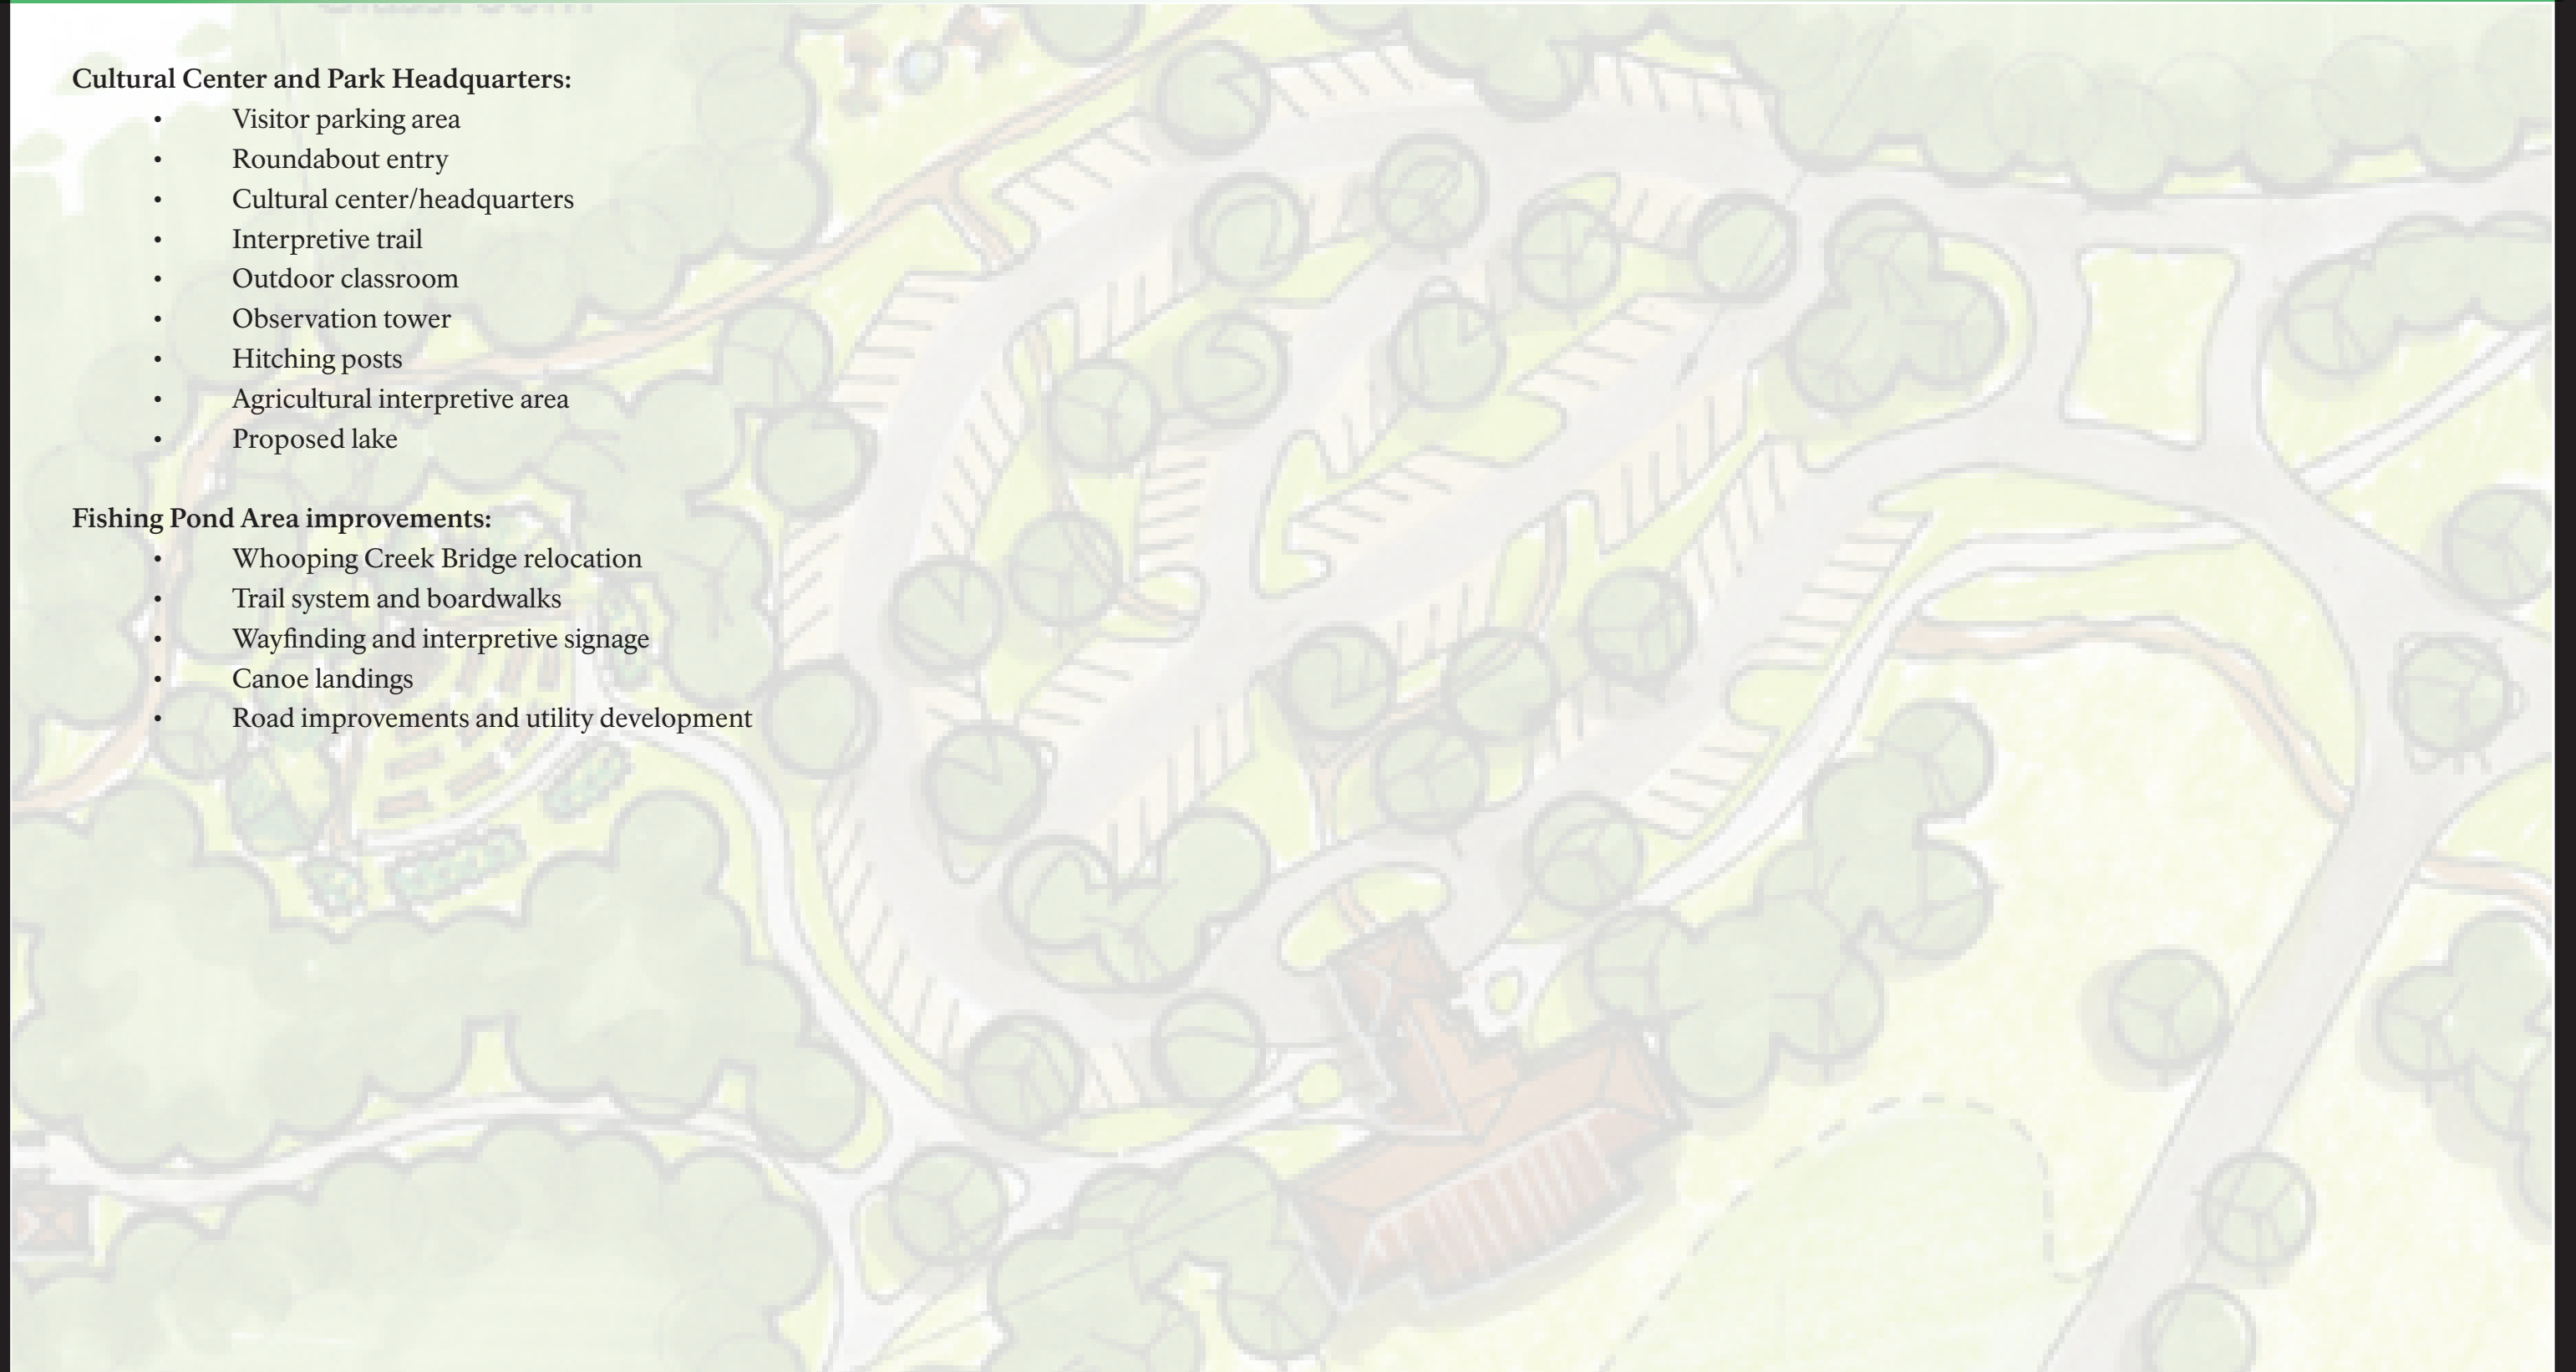 Cultural Center and Park Headquarters:
• Visitor parking area
• Roundabout entry
• Cultural center/headquarters
• Interpretive trail
• Outdoor classroom
• Observation tower
• Hitching posts
• Agricultural interpretive area
• Proposed lake
Fishing Pond Area improvements:
• Whooping Creek Bridge relocation
• Trail system and boardwalks
• Wayfinding and interpretive signage
• Canoe landings
• Road improvements and utility development